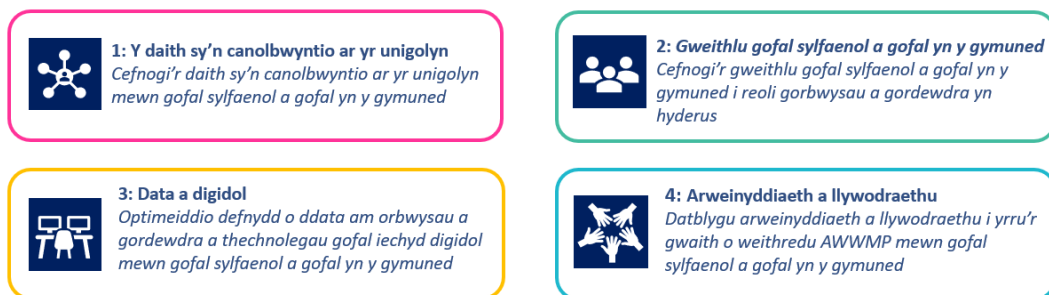 1: Y daith sy'n canolbwyntio ar yr unigolyn
Cefnogi'r daith sy'n canolbwyntio ar yr unigolyn
mewn gofal sylfaenol a gofal yn y gymuned
2: Gweithlu gofal sylfaenol a gofal yn y gymuned
Cefnogi'r gweithlu gofal sylfaenol a gofal yn y
gymuned i reoli gorbwysau a gordewdra yn
hyderus
3: Data a digidol
Optimeiddio defnydd o ddata am orbwysau a
gordewdra a thechnolegau gofal iechyd digidol
mewn gofal sylfaenol a gofal yn y gymuned
4: Arweinyddiaeth a llywodraethu
Datblygu arweinyddiaeth a llywodraethu i yrru'r
gwaith o weithredu AWWMP mewn gofal
sylfaenol a gofal yn y gymuned